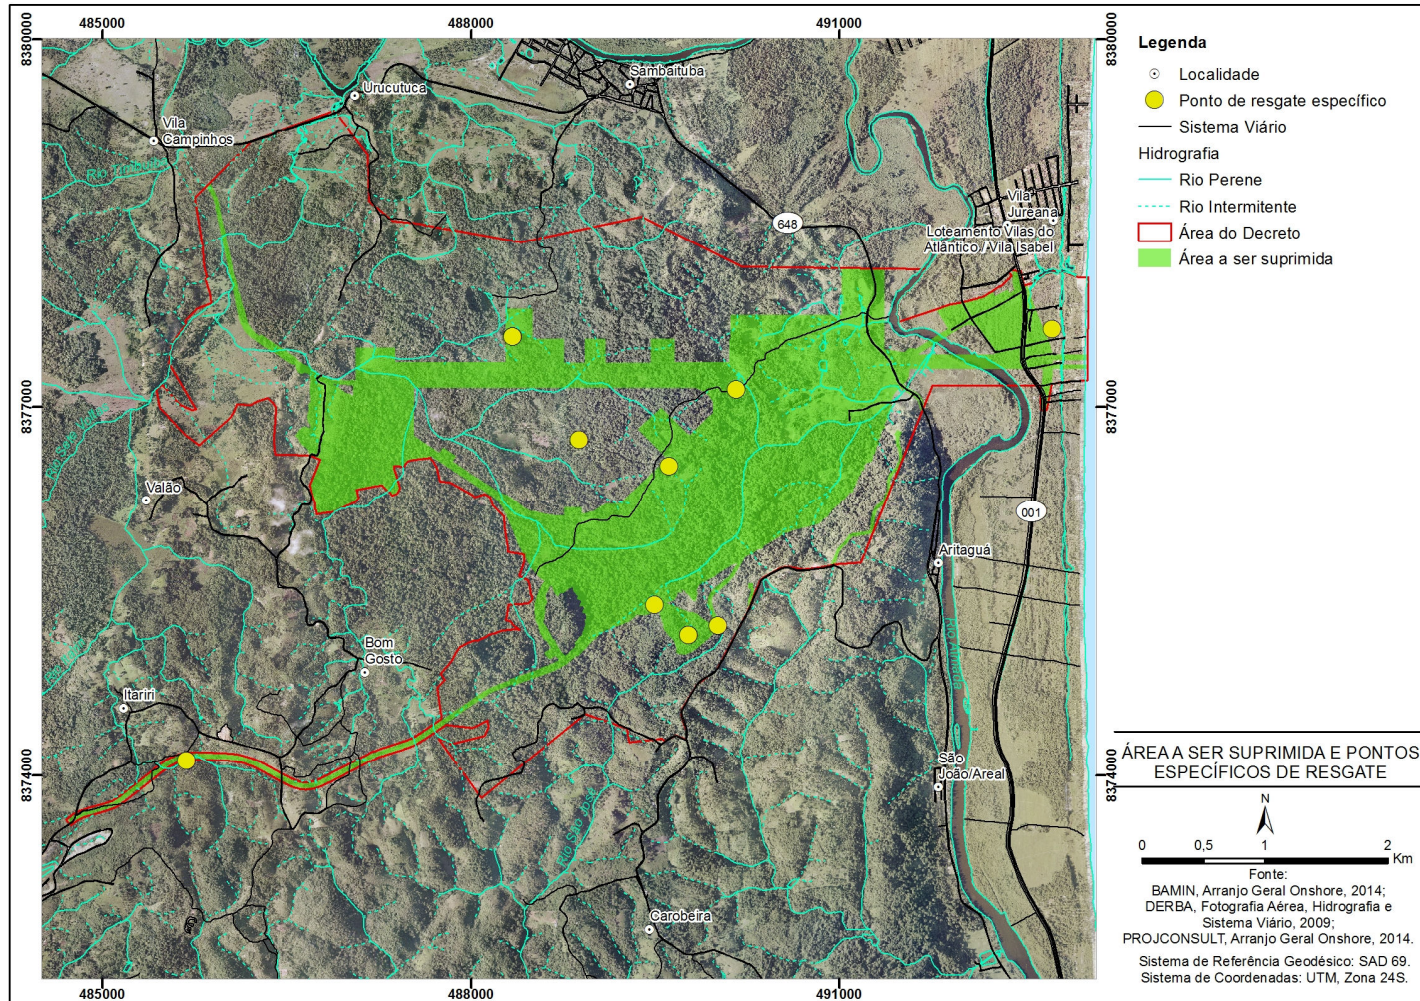 485000
488000
491000
8380000
8377000
8374000
8380000
8377000
8374000
485000
488000
491000
Sambaituba
Urucutuca
Vila
Campinhos
648
Vila
Jureana
Loteamento Vilas do
Atlântico / Vila Isabel
Valão
001
Aritaguá
Bom
Gosto
Itariri
São
João/Areal
Carobeira
Legenda
Localidade
Ponto de resgate específico
Sistema Viário
Hidrografia
Rio Perene
Rio Intermitente
Área do Decreto
Área a ser suprimida
ÁREA A SER SUPRIMIDA E PONTOS
ESPECÍFICOS DE RESGATE
N
0 0,5 1 2
Km
Fonte:
BAMIN, Arranjo Geral Onshore, 2014;
DERBA, Fotografia Aérea, Hidrografia e
Sistema Viário, 2009;
PROJCONSULT, Arranjo Geral Onshore, 2014.
Sistema de Referência Geodésico: SAD 69.
Sistema de Coordenadas: UTM, Zona 24S.